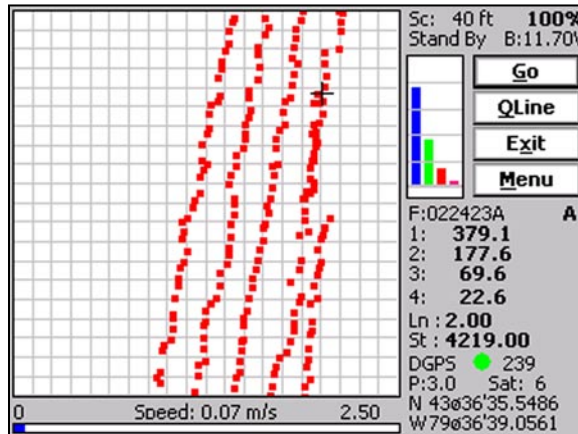 Sc: 40 ft 100%
Stand By B:11.70V
Go
QLine
Exit
Menu
F:022423A A
1: 379.1
2: 177.6
3: 69.6
4: 22.6
Ln : 2.00
St : 4219.00
DGPS 239
P:3.0 Sat: 6
N 43ø36'35.5486
W79ø36'39.0561
0 Speed: 0.07 m/s 2.50